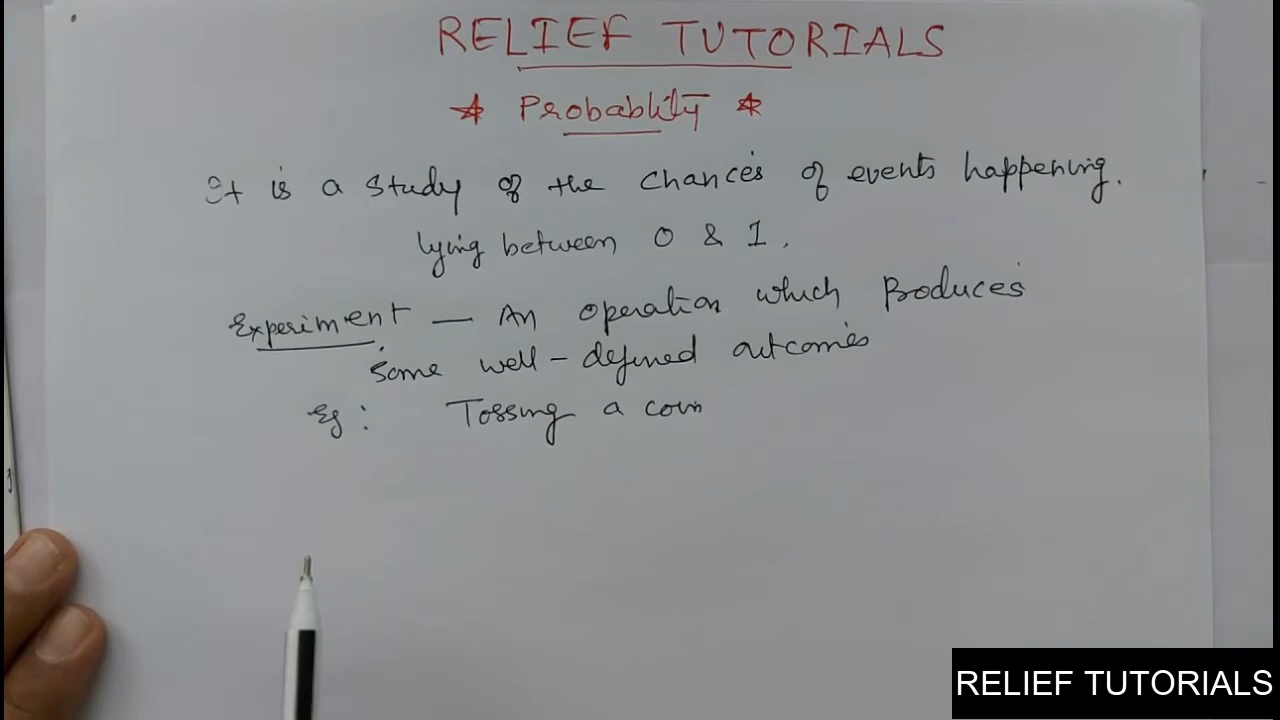 RELIEF TUTORIALS
* Probablity *
It is a study of the chances of events happening.
lying between 0 & 1.
Experiment — An operation which Produces
Some well-defined outcomes
Eg: Tossing a coin
RELIEF TUTORIALS